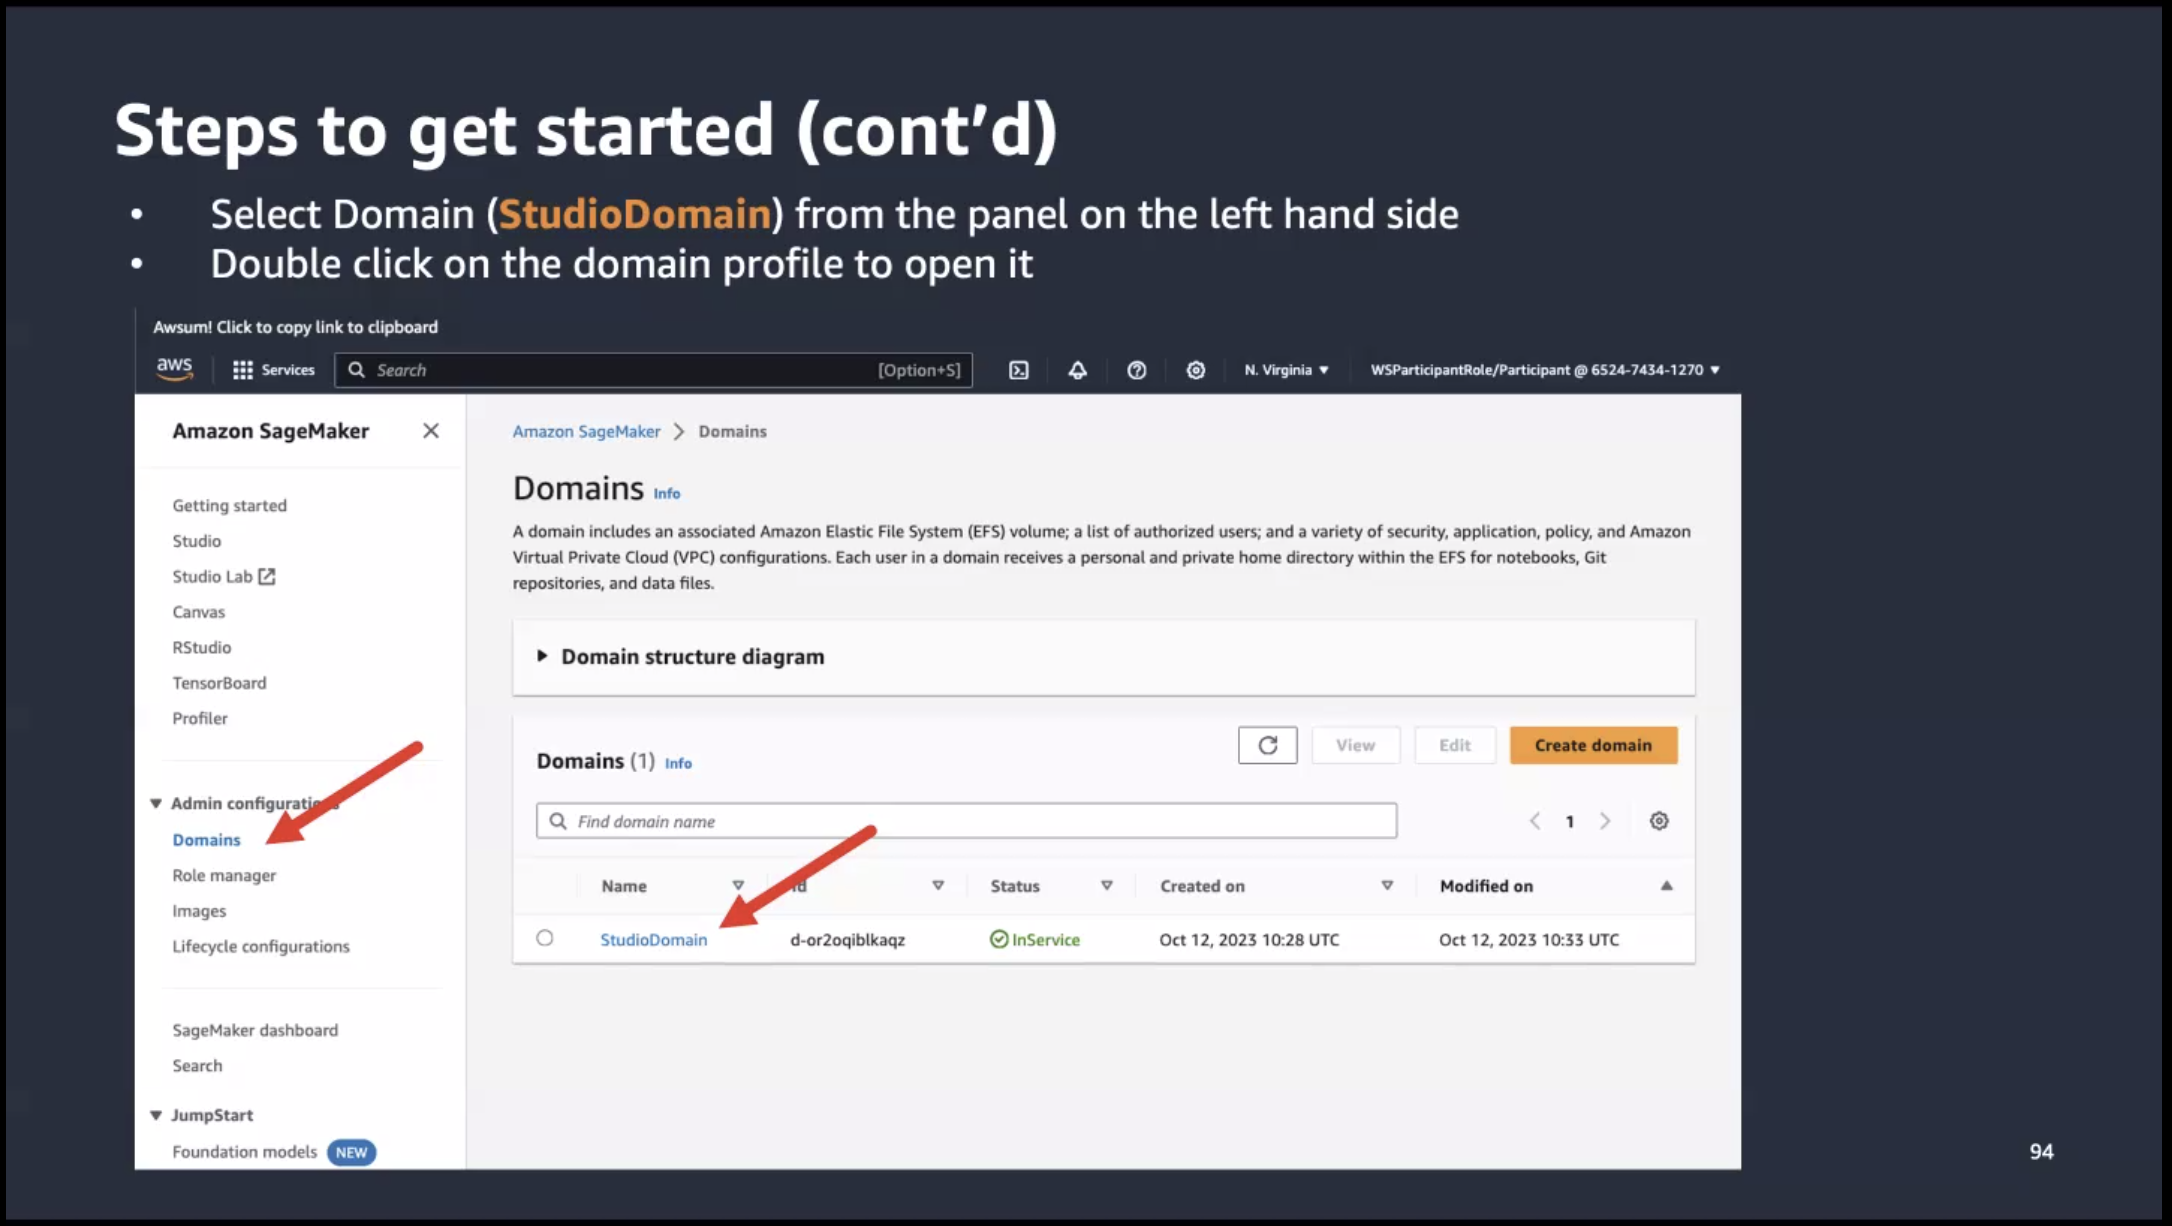 Steps to get started (cont’d)
• Select Domain (StudioDomain) from the panel on the left hand side
• Double click on the domain profile to open it
Awsum! Click to copy link to clipboard
aws Services Search [Option+S] N. Virginia ▼ WSParticipantRole/Participant @ 6524-7434-1270 ▼
Amazon SageMaker
Getting started
Studio
Studio Lab
Canvas
RStudio
TensorBoard
Profiler
▼ Admin configurations
Domains
Role manager
Images
Lifecycle configurations
SageMaker dashboard
Search
▼ JumpStart
Foundation models NEW
Amazon SageMaker > Domains
Domains Info
A domain includes an associated Amazon Elastic File System (EFS) volume; a list of authorized users; and a variety of security, application, policy, and Amazon
Virtual Private Cloud (VPC) configurations. Each user in a domain receives a personal and private home directory within the EFS for notebooks, Git
repositories, and data files.
Domain structure diagram
Domains (1) Info View Edit Create domain
Find domain name < 1 >
Name Id Status Created on Modified on
StudioDomain d-or2oqiblkaqz InService Oct 12, 2023 10:28 UTC Oct 12, 2023 10:33 UTC
94